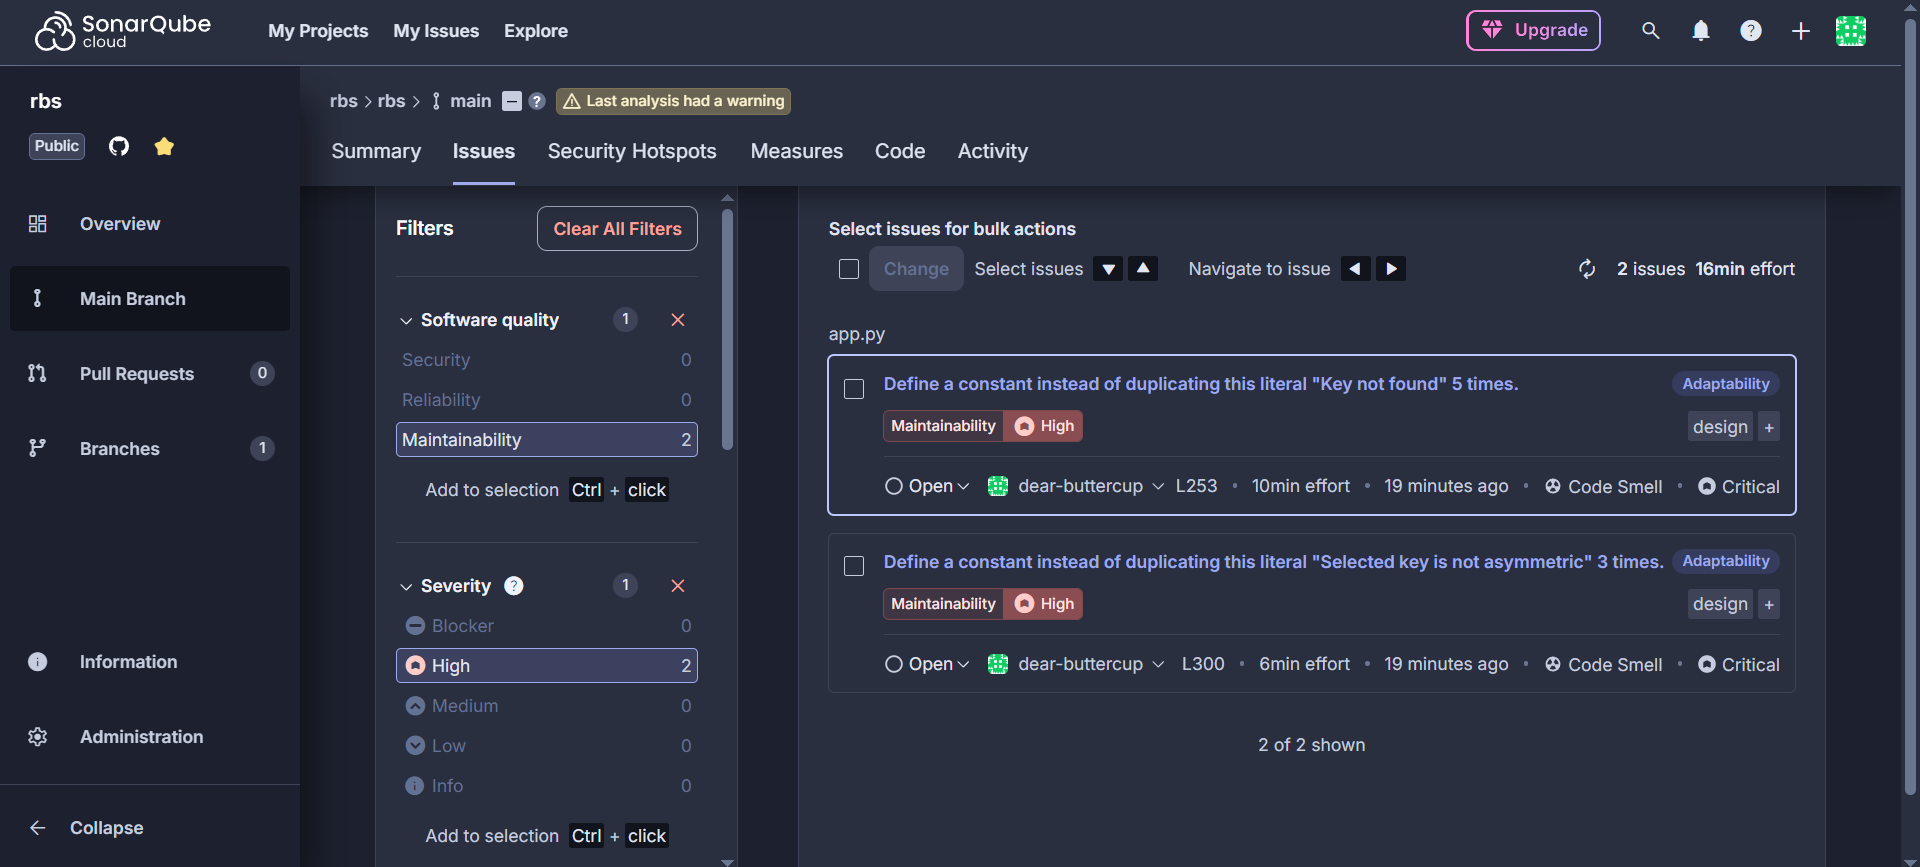 SonarQube cloud
My Projects My Issues Explore
Upgrade
rbs
Public
Overview
Main Branch
Pull Requests 0
Branches 1
Information
Administration
Collapse
rbs > rbs > main ? Last analysis had a warning
Summary Issues Security Hotspots Measures Code Activity
Filters Clear All Filters
Software quality 1
Security 0
Reliability 0
Maintainability 2
Add to selection Ctrl + click
Severity ? 1
Blocker 0
High 2
Medium 0
Low 0
Info 0
Add to selection Ctrl + click
Select issues for bulk actions
Change Select issues Navigate to issue 2 issues 16min effort
app.py
Define a constant instead of duplicating this literal "Key not found" 5 times. Adaptability
Maintainability High design +
Open dear-buttercup L253 • 10min effort • 19 minutes ago • Code Smell • Critical
Define a constant instead of duplicating this literal "Selected key is not asymmetric" 3 times. Adaptability
Maintainability High design +
Open dear-buttercup L300 • 6min effort • 19 minutes ago • Code Smell • Critical
2 of 2 shown